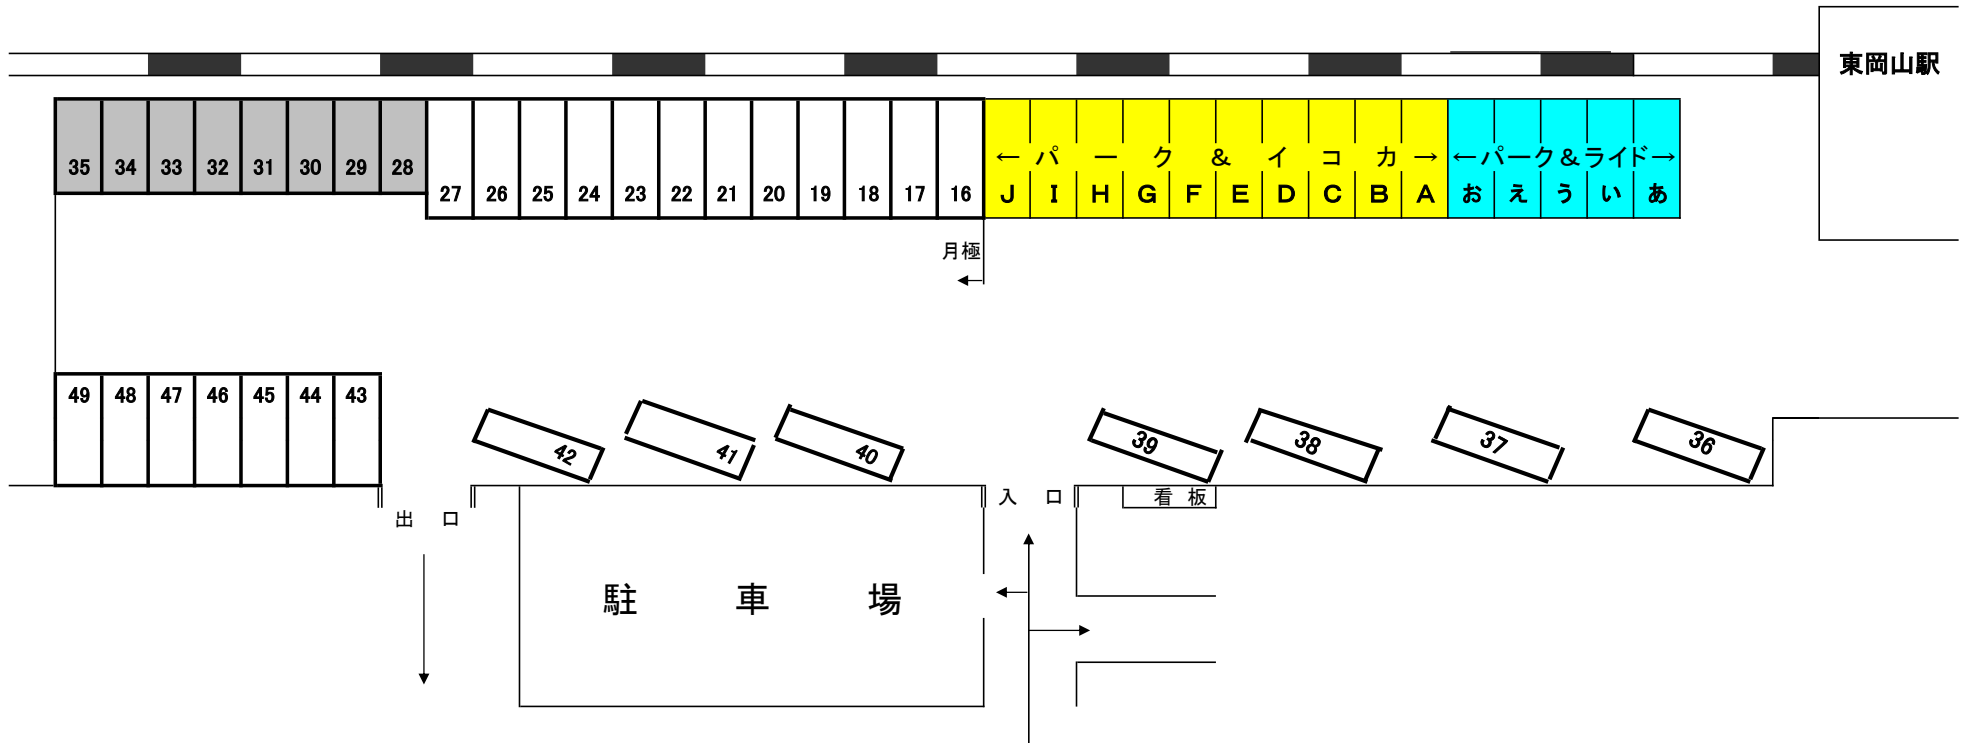 東岡山駅
←パーク＆イコカ→ ←パーク＆ライド→
35 34 33 32 31 30 29 28 27 26 25 24 23 22 21 20 19 18 17 16 J I H G F E D C B A お え う い あ
月極
←
49 48 47 46 45 44 43
42 41 40 39 38 37 36
出口 入口 看板
駐車場